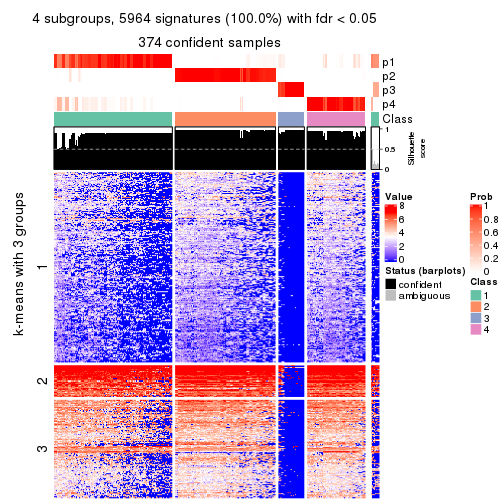 4 subgroups, 5964 signatures (100.0%) with fdr < 0.05
374 confident samples
p1
p2
p3
p4
Class
1
0.5
0
Silhouette
score
k-means with 3 groups
1
2
3
Value
8
6
4
2
0
Status (barplots)
confident
ambiguous
Prob
1
0.8
0.6
0.4
0.2
0
Class
1
2
3
4